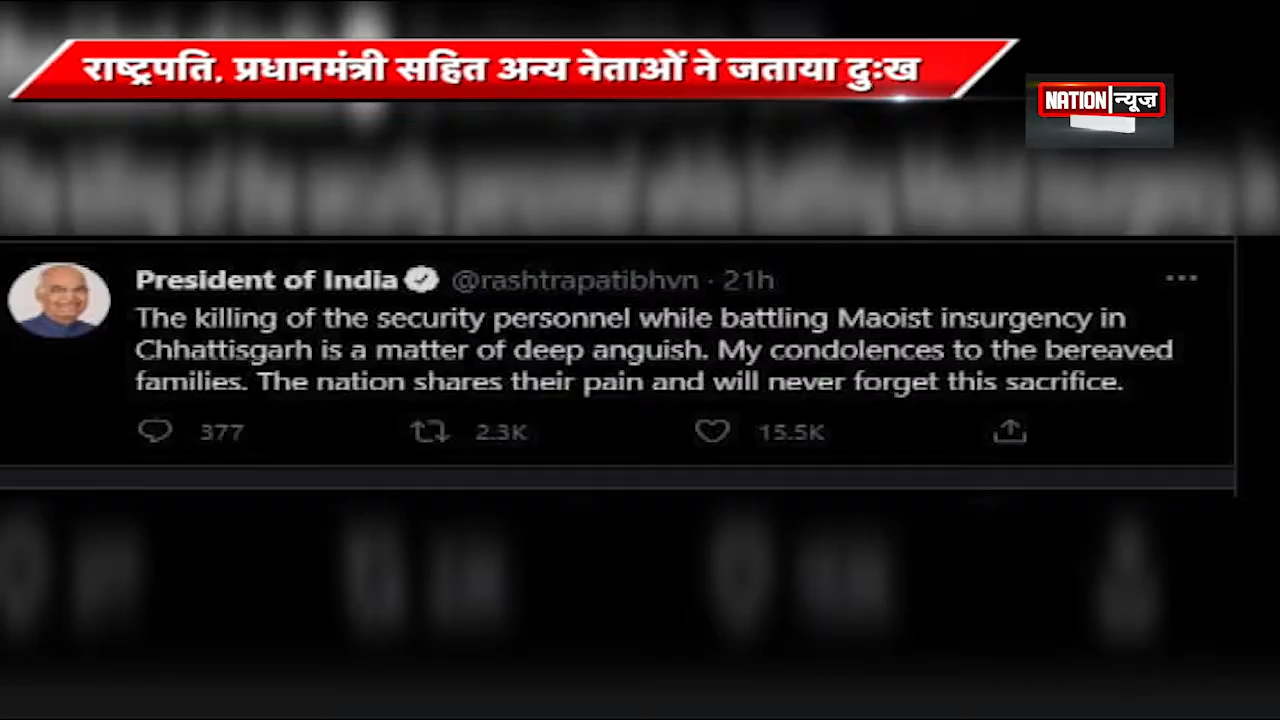 राष्ट्रपति, प्रधानमंत्री सहित अन्य नेताओं ने जताया दुःख
NATION न्यूज़
President of India @rashtrapatibhvn · 21h
The killing of the security personnel while battling Maoist insurgency in
Chhattisgarh is a matter of deep anguish. My condolences to the bereaved
families. The nation shares their pain and will never forget this sacrifice.
377 2.3K 15.5K